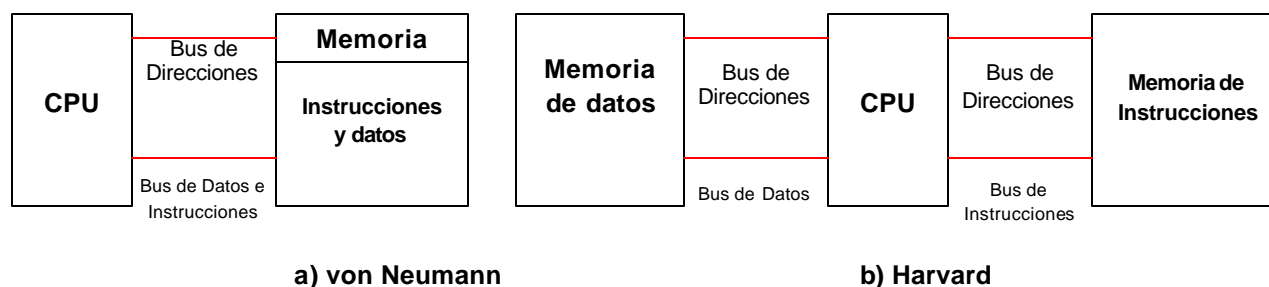 CPU
Bus de
Direcciones
Bus de Datos e
Instrucciones
Memoria
Instrucciones
y datos
a) von Neumann
Memoria
de datos
Bus de
Direcciones
Bus de Datos
CPU
Bus de
Direcciones
Bus de
Instrucciones
Memoria de
Instrucciones
b) Harvard